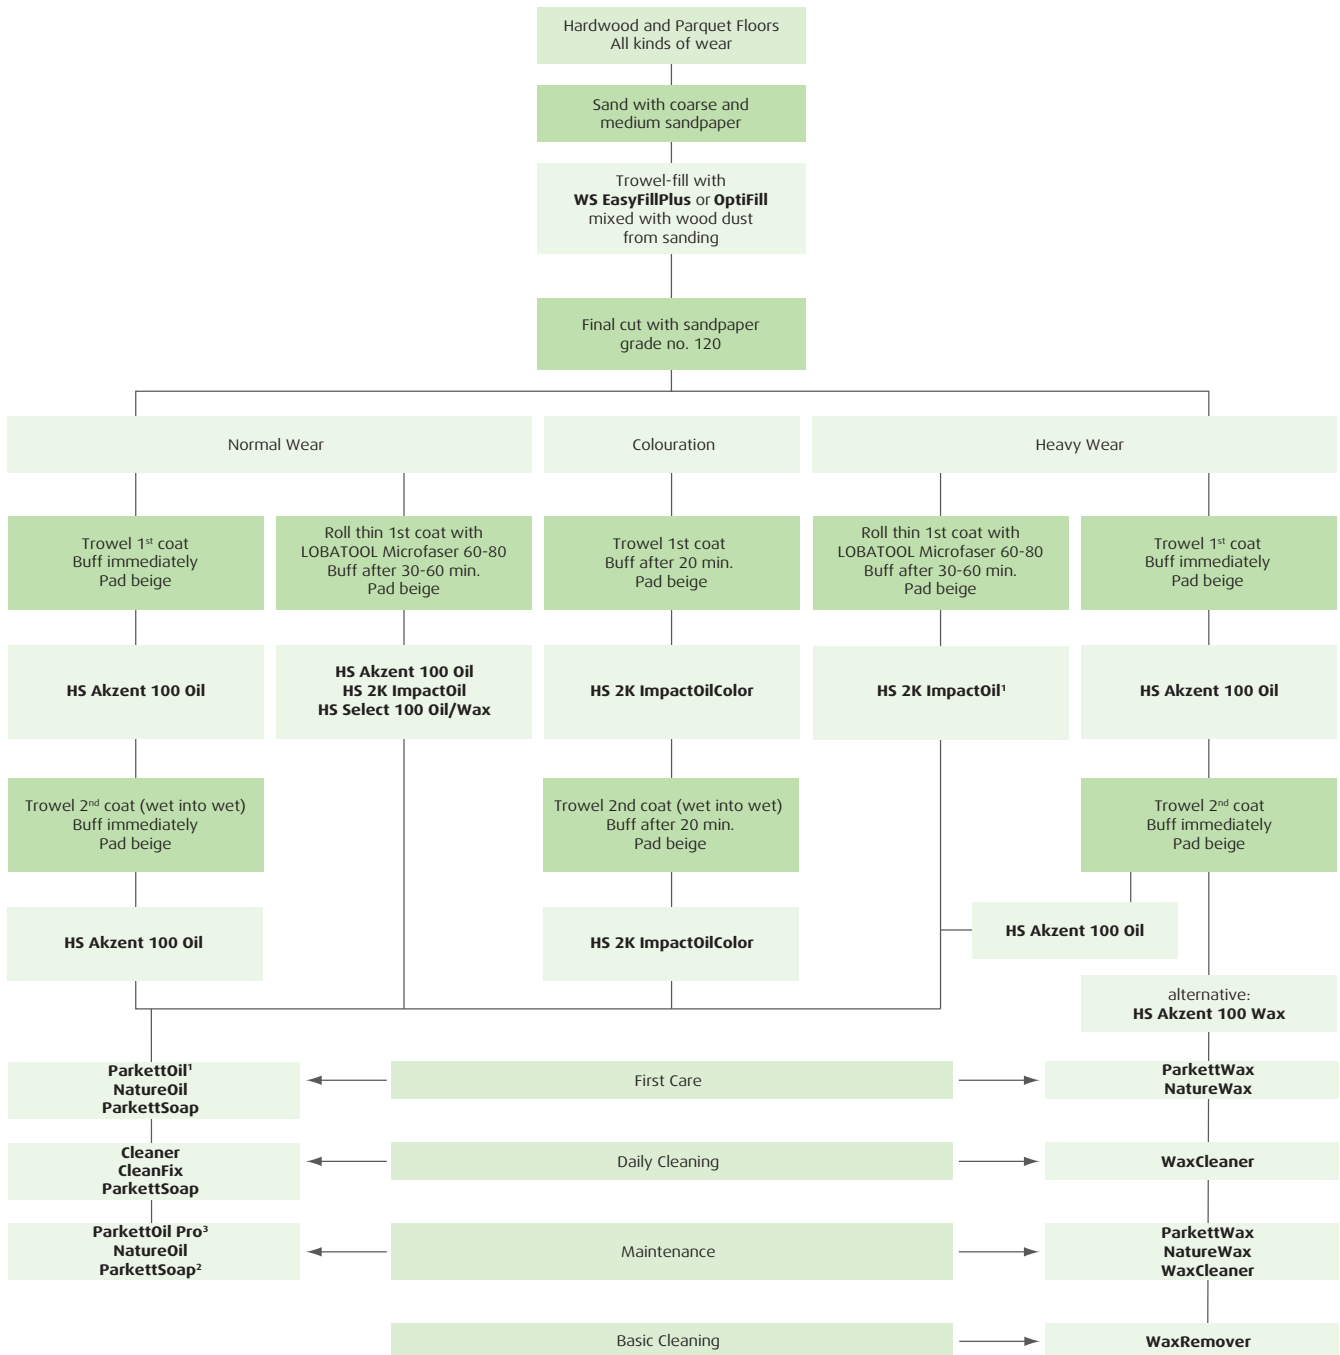 Hardwood and Parquet Floors
All kinds of wear
Sand with coarse and
medium sandpaper
Trowel-fill with
WS EasyFillPlus or OptiFill
mixed with wood dust
from sanding
Final cut with sandpaper
grade no. 120
Normal Wear
Colouration
Heavy Wear
Trowel 1st coat
Buff immediately
Pad beige
Roll thin 1st coat with
LOBATOOL Microfaser 60-80
Buff after 30-60 min.
Pad beige
Trowel 1st coat
Buff after 20 min.
Pad beige
Roll thin 1st coat with
LOBATOOL Microfaser 60-80
Buff after 30-60 min.
Pad beige
Trowel 1st coat
Buff immediately
Pad beige
HS Akzent 100 Oil
HS Akzent 100 Oil
HS 2K ImpactOil
HS Select 100 Oil/Wax
HS 2K ImpactOilColor
HS 2K ImpactOil¹
HS Akzent 100 Oil
Trowel 2nd coat (wet into wet)
Buff immediately
Pad beige
Trowel 2nd coat (wet into wet)
Buff after 20 min.
Pad beige
Trowel 2nd coat
Buff immediately
Pad beige
HS Akzent 100 Oil
HS 2K ImpactOilColor
HS Akzent 100 Oil
alternative:
HS Akzent 100 Wax
ParkettOil¹
NatureOil
ParkettSoap
First Care
ParkettWax
NatureWax
Cleaner
CleanFix
ParkettSoap
Daily Cleaning
WaxCleaner
ParkettOil Pro³
NatureOil
ParkettSoap²
Maintenance
ParkettWax
NatureWax
WaxCleaner
Basic Cleaning
WaxRemover